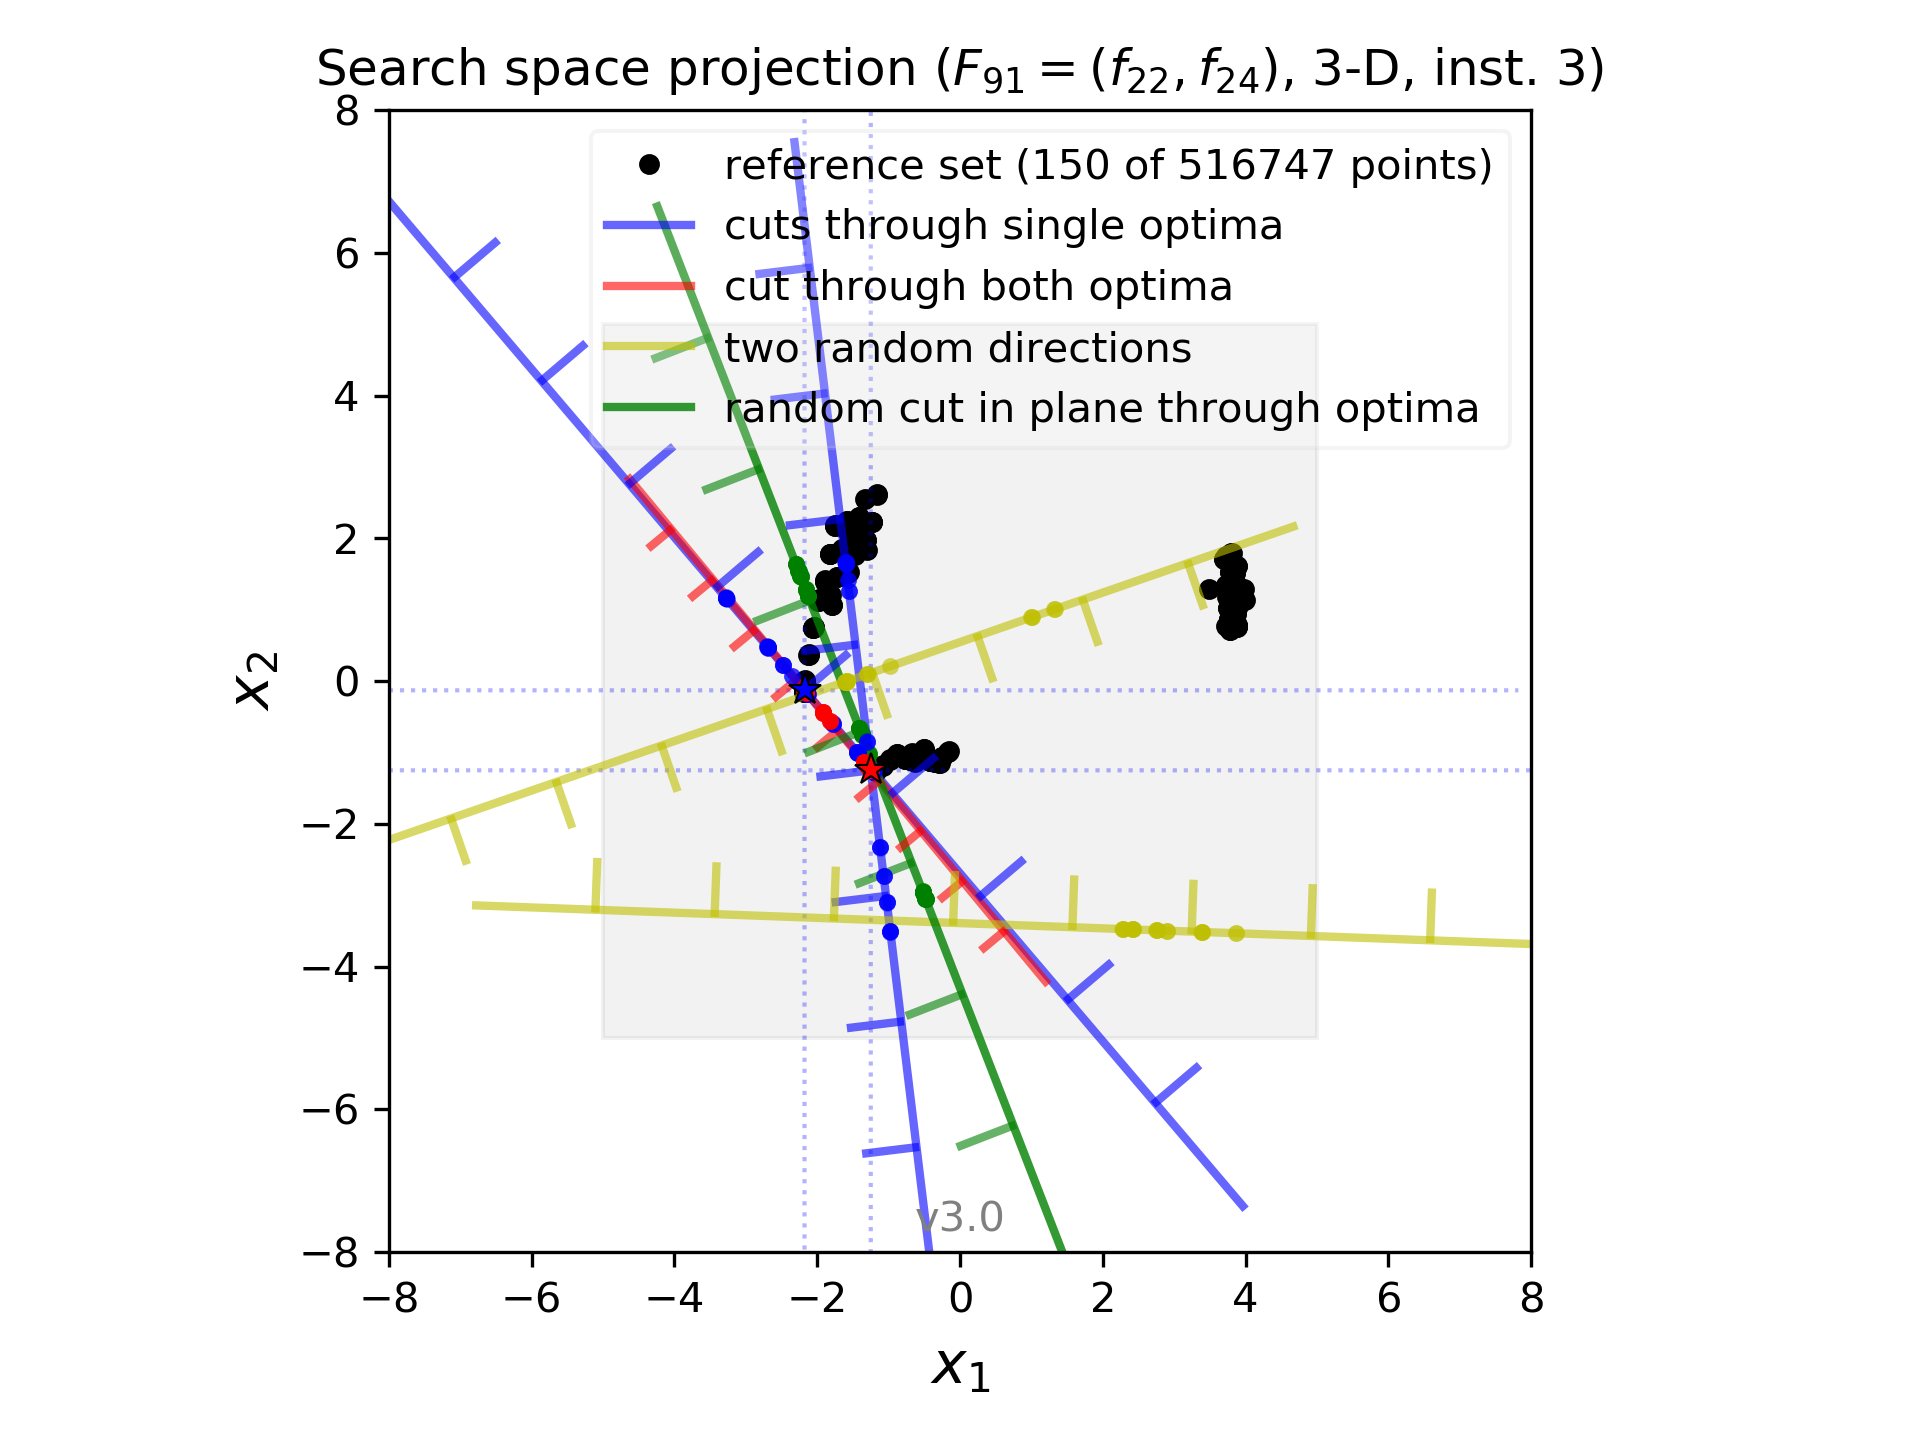 Search space projection (F₉₁ = (f₂₂, f₂₄), 3-D, inst. 3)
reference set (150 of 516747 points)
cuts through single optima
cut through both optima
two random directions
random cut in plane through optima
8
6
4
2
0
−2
−4
−6
−8
x₂
v3.0
−8 −6 −4 −2 0 2 4 6 8
x₁